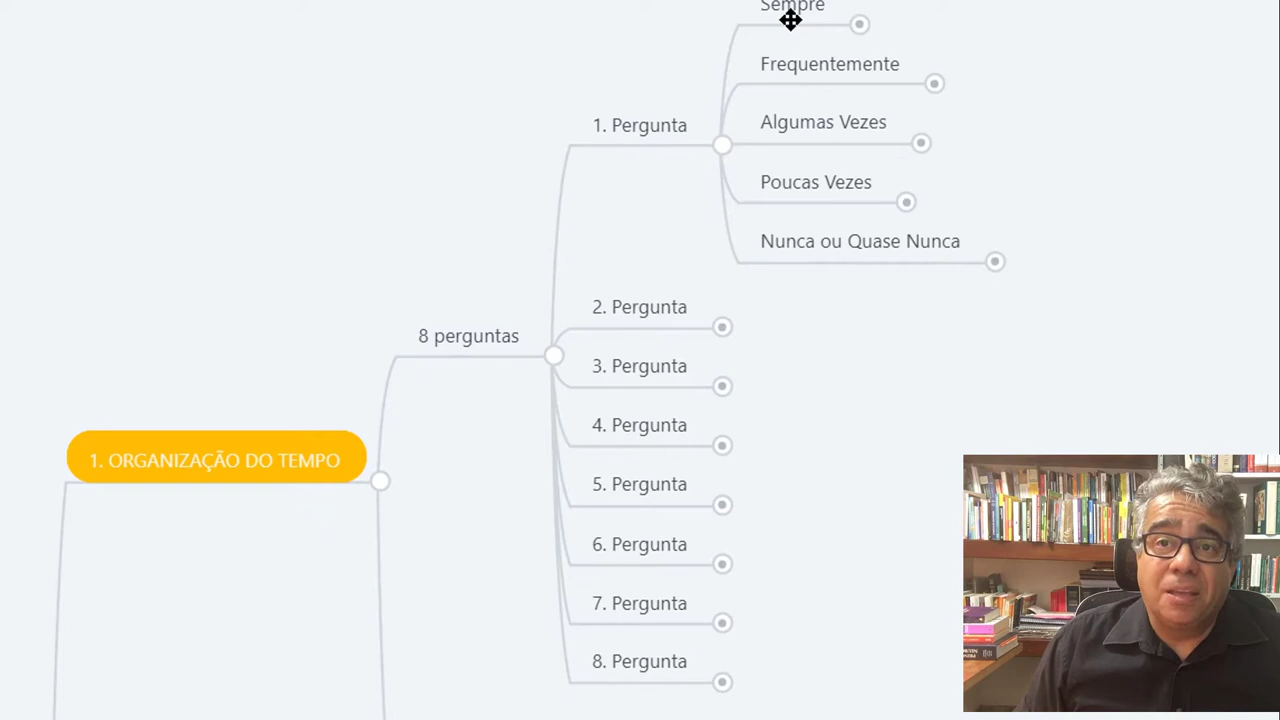 Sempre
Frequentemente
1. Pergunta
Algumas Vezes
Poucas Vezes
Nunca ou Quase Nunca
2. Pergunta
8 perguntas
3. Pergunta
4. Pergunta
1. ORGANIZAÇÃO DO TEMPO
5. Pergunta
6. Pergunta
7. Pergunta
8. Pergunta